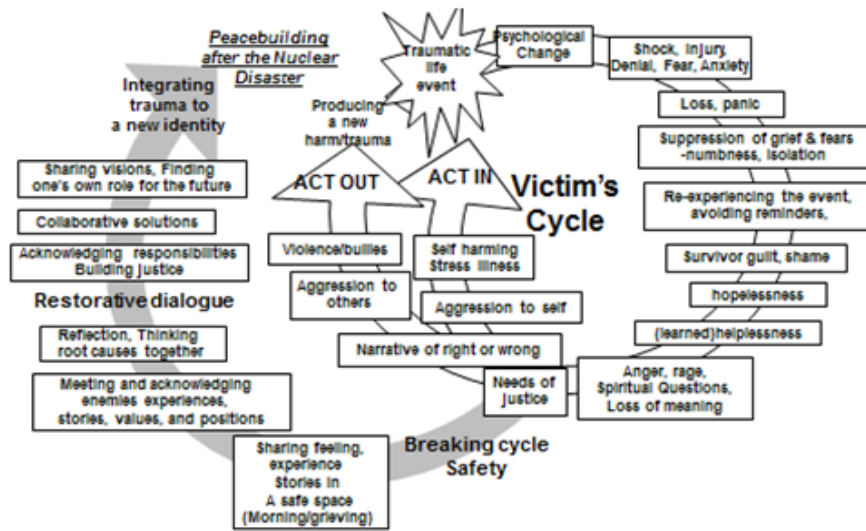 Peacebuilding
after the Nuclear
Disaster
Traumatic
life
event
Psychological
Change
Shock, Injury,
Denial, Fear, Anxiety
Loss, panic
Suppression of grief & fears
-numbness, Isolation
Re-experiencing the event,
avoiding reminders,
Survivor guilt, shame
hopelessness
(learned)helplessness
Anger, rage,
Spiritual Questions,
Loss of meaning
Needs of
justice
Victim's
Cycle
Producing
a new
harm/trauma
ACT OUT
ACT IN
Violence/bullies
Self harming
Stress illness
Aggression to
others
Aggression to self
Narrative of right or wrong
Breaking cycle
Safety
Sharing feeling,
experience
Stories in
A safe space
(Morning/grieving)
Meeting and acknowledging
enemies experiences,
stories, values, and positions
Reflection, Thinking
root causes together
Restorative dialogue
Acknowledging responsibilities
Building justice
Collaborative solutions
Sharing visions, Finding
one's own role for the future
Integrating
trauma to
a new identity